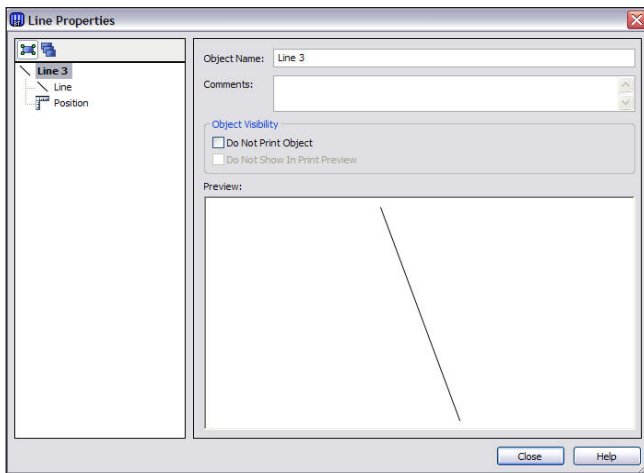 Line Properties
Line 3
Line
Position
Object Name: Line 3
Comments:
Object Visibility
Do Not Print Object
Do Not Show In Print Preview
Preview:
Close Help